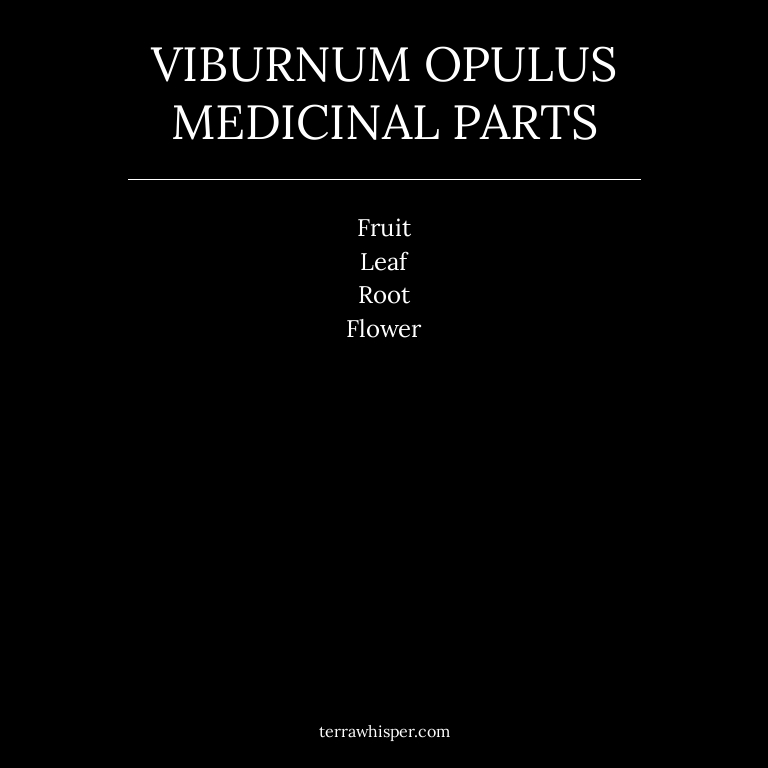 VIBURNUM OPULUS
MEDICINAL PARTS
Fruit
Leaf
Root
Flower
terrawhisper.com